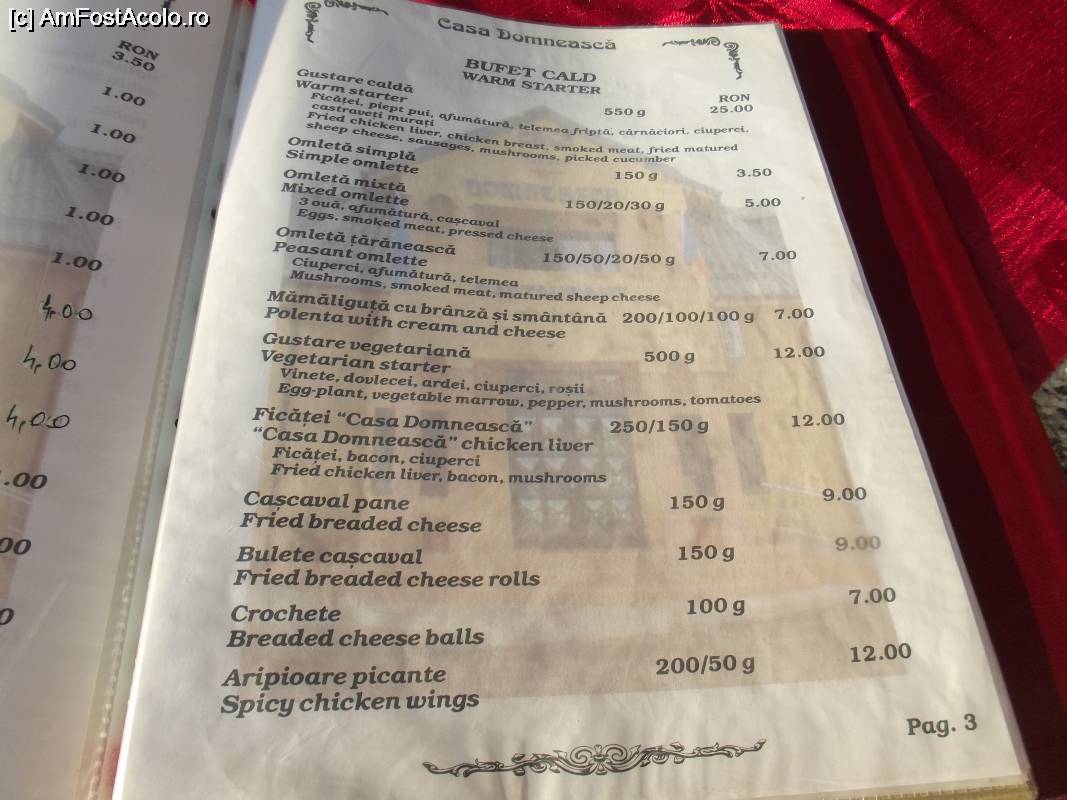 [c] AmFostAcolo.ro
RON
3.50
1.00
1.00
1.00
1.00
1.00
4.00
4,00
4,00
.00
00
0
Casa Domnească
BUFET CALD
WARM STARTER
RON
Gustare caldă 550 g 25.00
Warm starter
Ficăței, piept pui, afumătură, telemea friptă, cârnăciori, ciuperci,
castraveți murați
Fried chicken liver, chicken breast, smoked meat, fried matured
sheep cheese, sausages, mushrooms, picked cucumber
Omletă simplă 150 g 3.50
Simple omlette
Omletă mixtă 150/20/30 g 5.00
Mixed omlette
3 ouă, afumătură, cașcaval
Eggs, smoked meat, pressed cheese
Omletă țărănească 150/50/20/50 g 7.00
Peasant omlette
Ciuperci, afumătură, telemea
Mushrooms, smoked meat, matured sheep cheese
Mămăliguță cu brânză și smântână 200/100/100 g 7.00
Polenta with cream and cheese
Gustare vegetariană 500 g 12.00
Vegetarian starter
Vinete, dovlecei, ardei, ciuperci, roșii
Egg-plant, vegetable marrow, pepper, mushrooms, tomatoes
Ficăței “Casa Domnească” 250/150 g 12.00
“Casa Domnească” chicken liver
Ficăței, bacon, ciuperci
Fried chicken liver, bacon, mushrooms
Cașcaval pane 150 g 9.00
Fried breaded cheese
Bulete cașcaval 150 g 9.00
Fried breaded cheese rolls
Crochete 100 g 7.00
Breaded cheese balls
Aripioare picante 200/50 g 12.00
Spicy chicken wings
Pag. 3